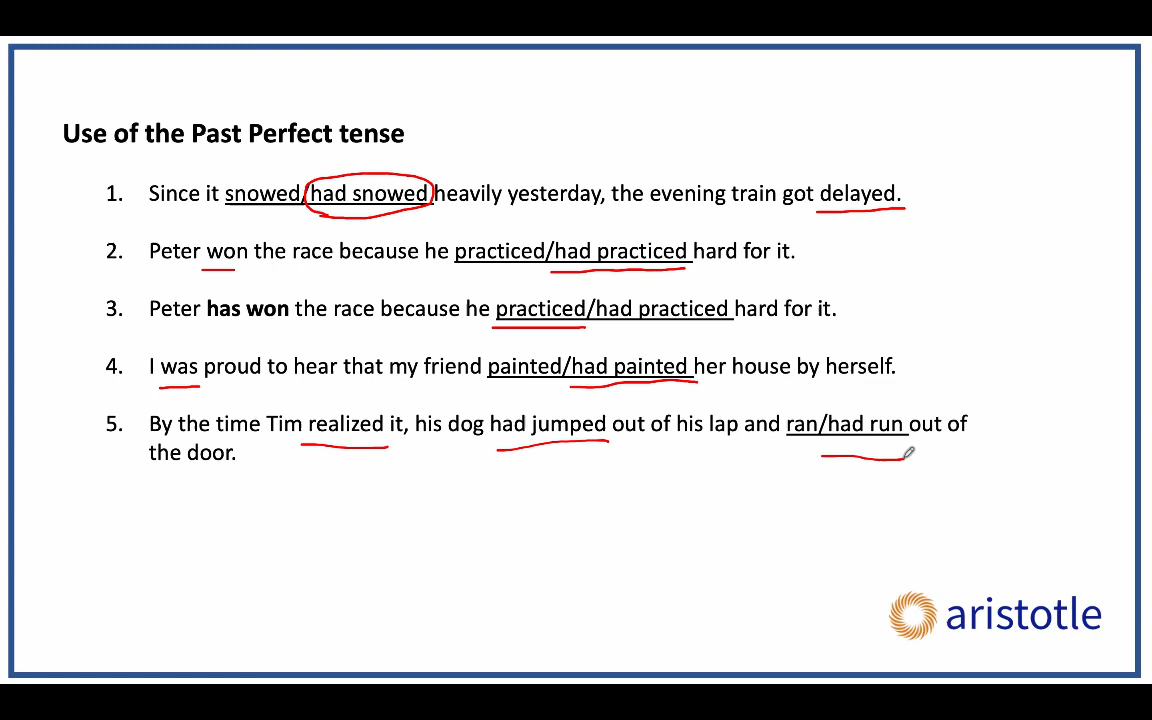 Use of the Past Perfect tense
1. Since it snowed/had snowed heavily yesterday, the evening train got delayed.
2. Peter won the race because he practiced/had practiced hard for it.
3. Peter has won the race because he practiced/had practiced hard for it.
4. I was proud to hear that my friend painted/had painted her house by herself.
5. By the time Tim realized it, his dog had jumped out of his lap and ran/had run out of
the door.
aristotle